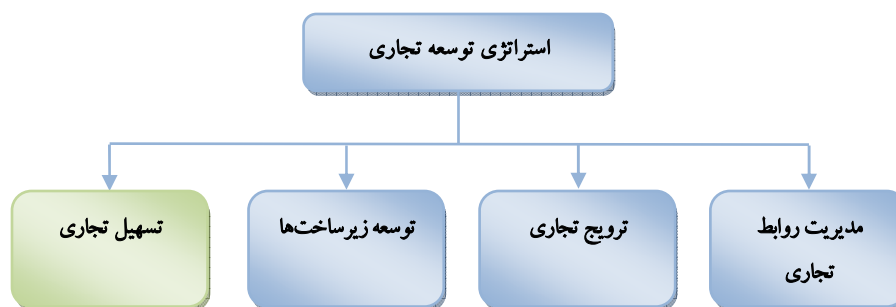 استراتژی توسعه تجاری
مدیریت روابط
تجاری
ترویج تجاری
توسعه زیرساخت‌ها
تسهیل تجاری